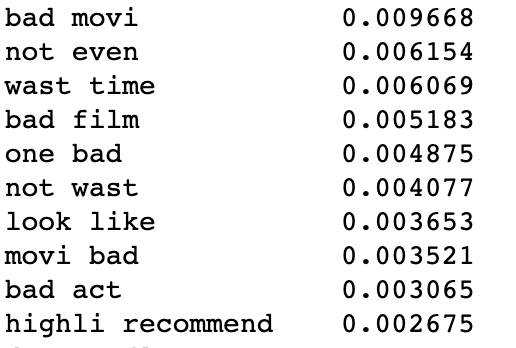 bad movi 0.009668
not even 0.006154
wast time 0.006069
bad film 0.005183
one bad 0.004875
not wast 0.004077
look like 0.003653
movi bad 0.003521
bad act 0.003065
highli recommend 0.002675